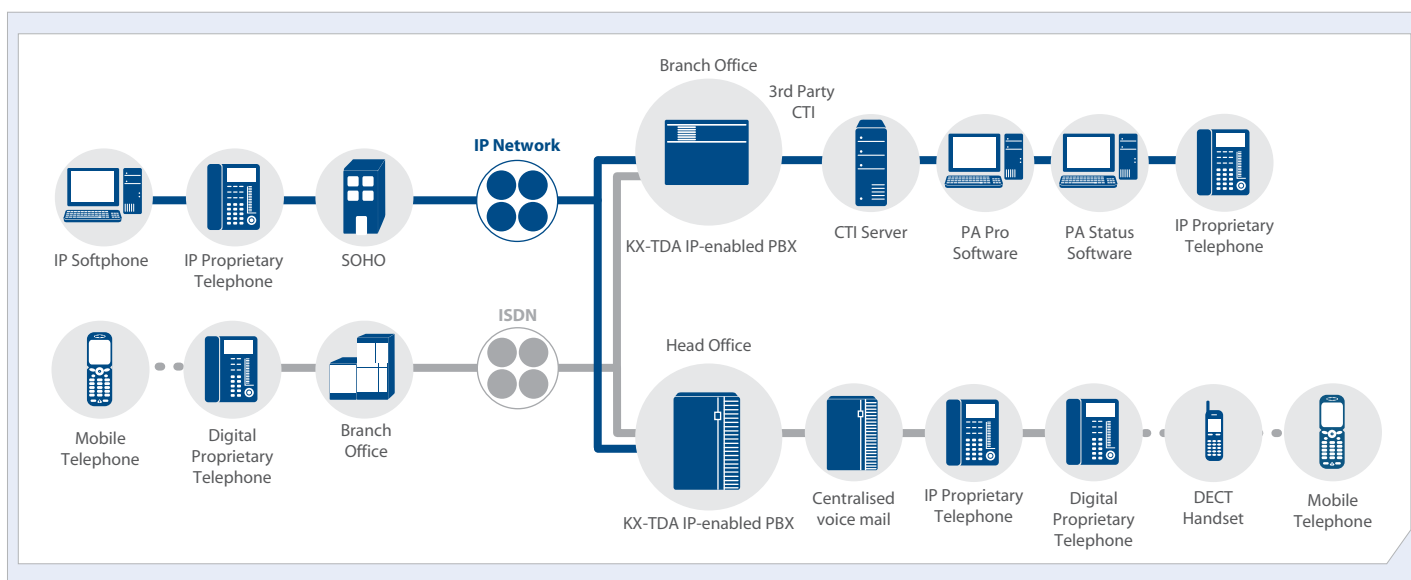 Branch Office
3rd Party
CTI
IP Network
IP Softphone
IP Proprietary
Telephone
SOHO
KX-TDA IP-enabled PBX
CTI Server
PA Pro
Software
PA Status
Software
IP Proprietary
Telephone
ISDN
Head Office
Mobile
Telephone
Digital
Proprietary
Telephone
Branch
Office
KX-TDA IP-enabled PBX
Centralised
voice mail
IP Proprietary
Telephone
Digital
Proprietary
Telephone
DECT
Handset
Mobile
Telephone